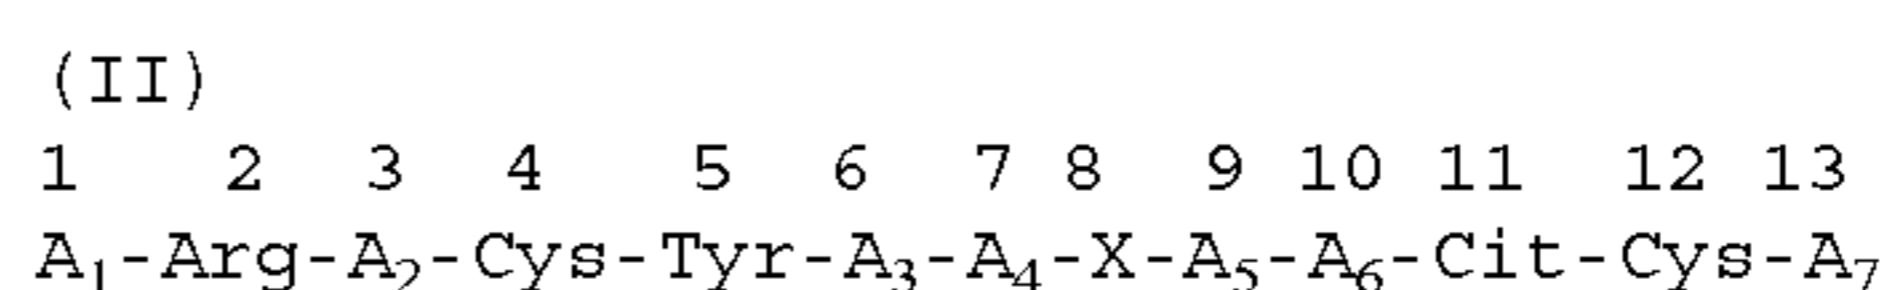 (II)
1 2 3 4 5 6 7 8 9 10 11 12 13
A₁-Arg-A₂-Cys-Tyr-A₃-A₄-X-A₅-A₆-Cit-Cys-A₇